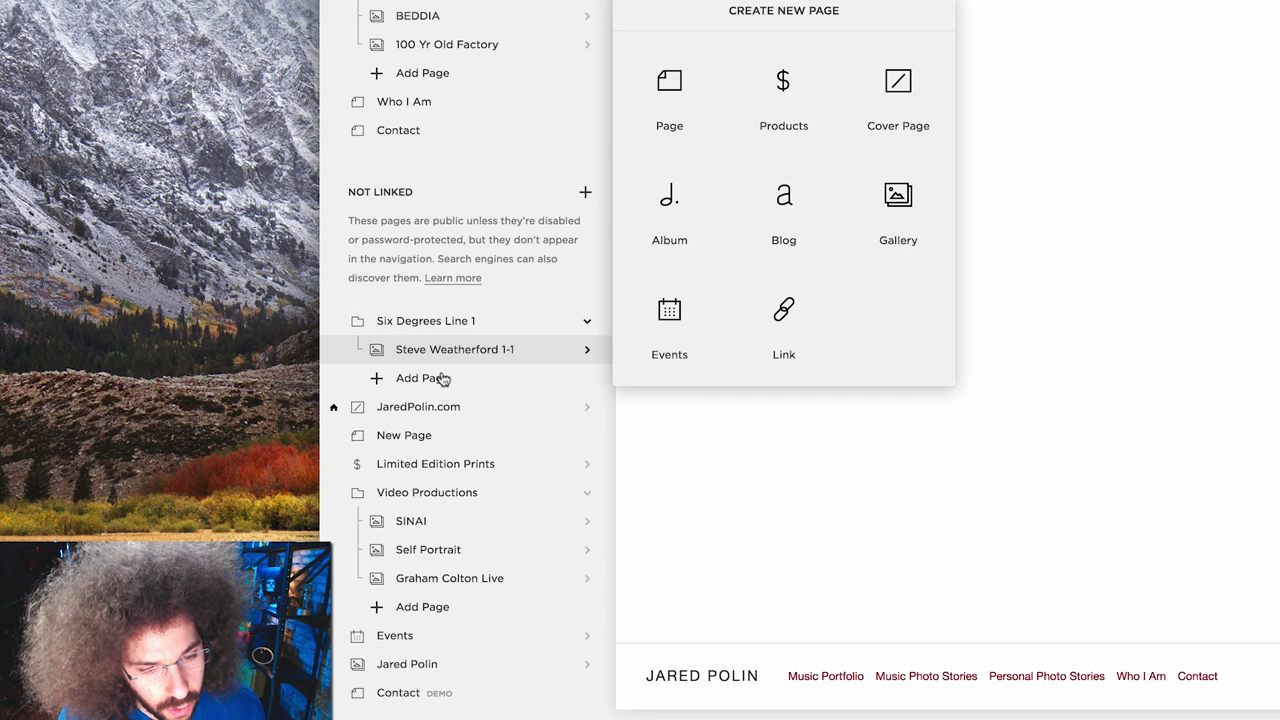 BEDDIA
100 Yr Old Factory
Add Page
Who I Am
Contact
NOT LINKED
These pages are public unless they're disabled
or password-protected, but they don't appear
in the navigation. Search engines can also
discover them. Learn more
Six Degrees Line 1
Steve Weatherford 1-1
Add Page
JaredPolin.com
New Page
$ Limited Edition Prints
Video Productions
SINAI
Self Portrait
Graham Colton Live
Add Page
Events
Jared Polin
Contact DEMO
CREATE NEW PAGE
Page
Products
Cover Page
Album
Blog
Gallery
Events
Link
JARED POLIN Music Portfolio Music Photo Stories Personal Photo Stories Who I Am Contact